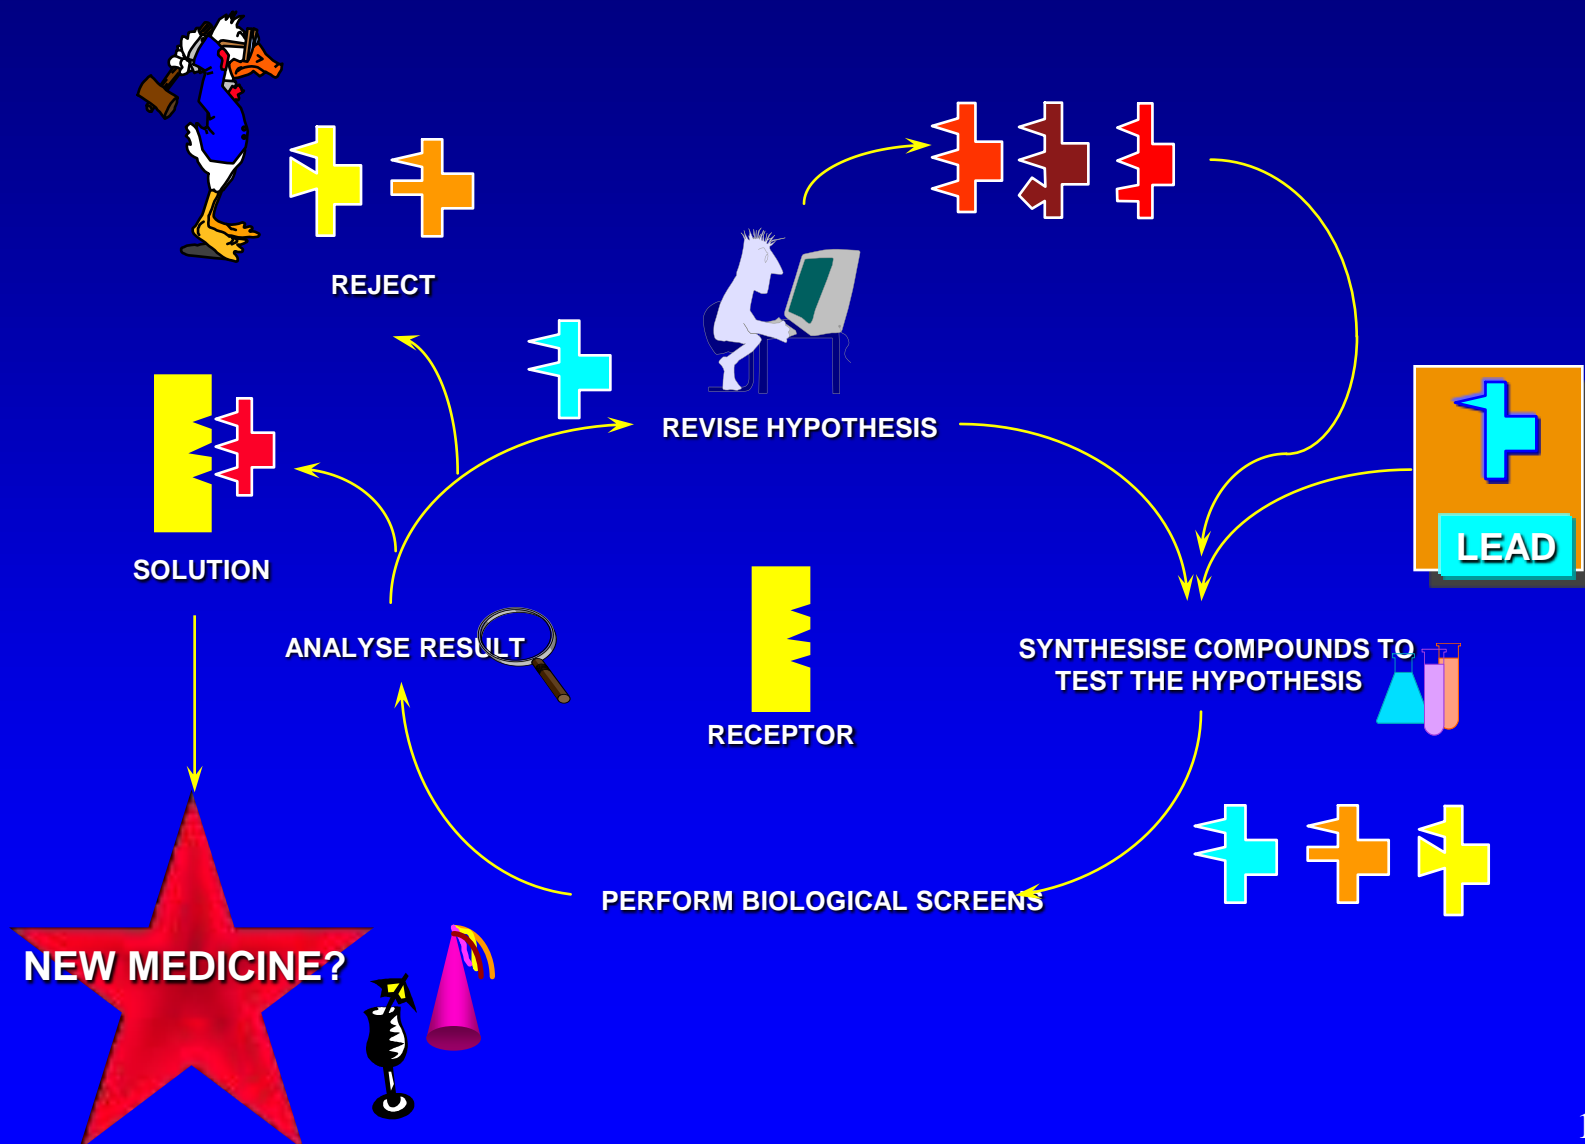 REJECT
REVISE HYPOTHESIS
LEAD
SOLUTION
ANALYSE RESULT
SYNTHESISE COMPOUNDS TO
TEST THE HYPOTHESIS
RECEPTOR
PERFORM BIOLOGICAL SCREENS
NEW MEDICINE?